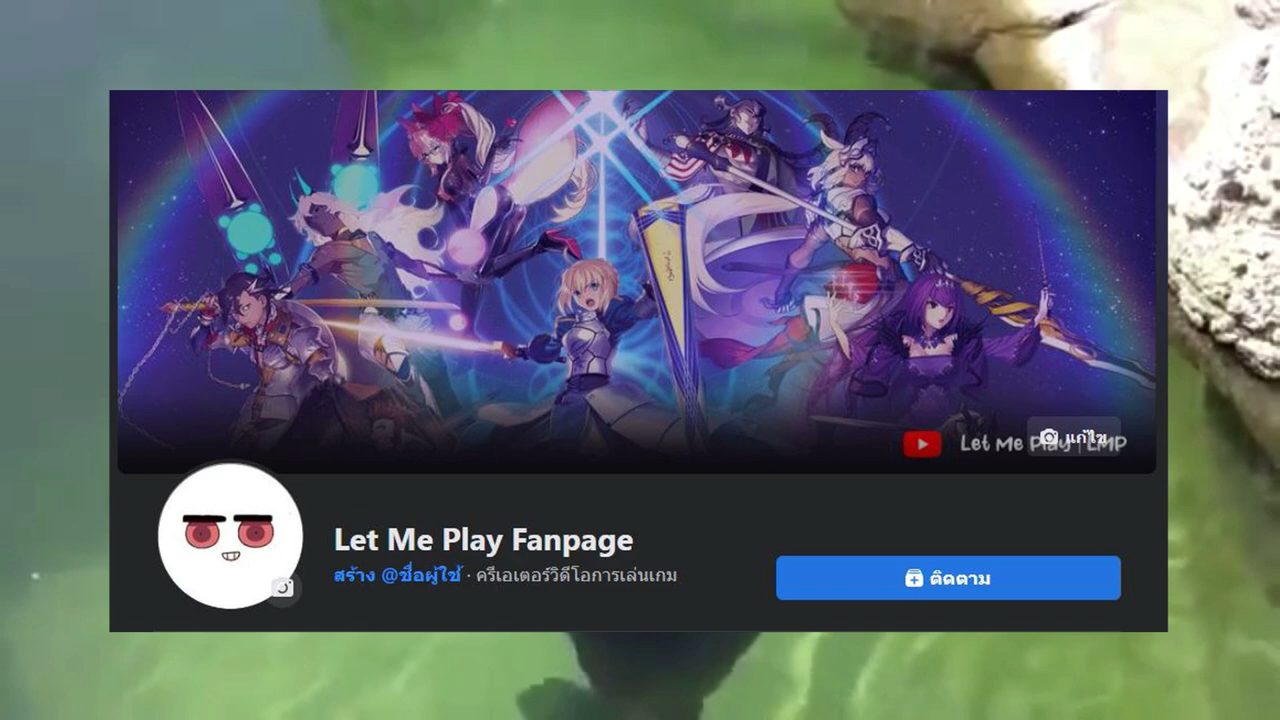 Let Me Play | LMP
แก้ไข
Let Me Play Fanpage
สร้าง @ชื่อผู้ใช้ · ครีเอเตอร์วิดีโอการเล่นเกม
ติดตาม